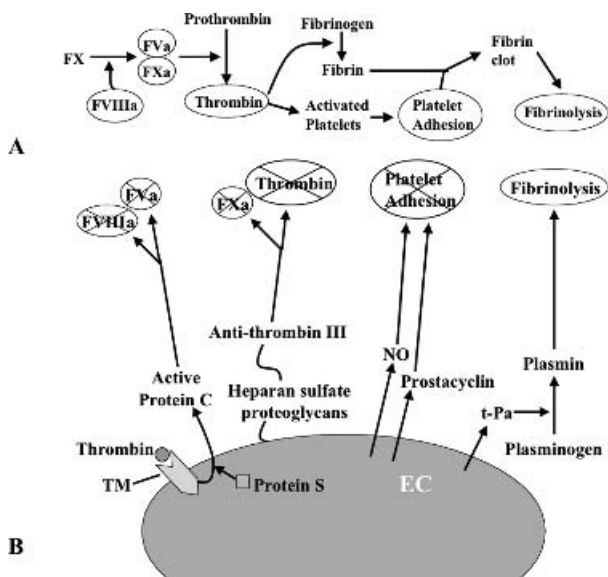 Prothrombin
Fibrinogen
FX
FVa
FXa
FVIIIa
Thrombin
Fibrin
Activated
Platelets
Platelet
Adhesion
Fibrin
clot
Fibrinolysis
A
FVa
FVIIIa
FXa
Thrombin
Platelet
Adhesion
Fibrinolysis
Anti-thrombin III
Active
Protein C
Heparan sulfate
proteoglycans
NO
Prostacyclin
Plasmin
t-Pa
Plasminogen
Thrombin
TM
Protein S
EC
B